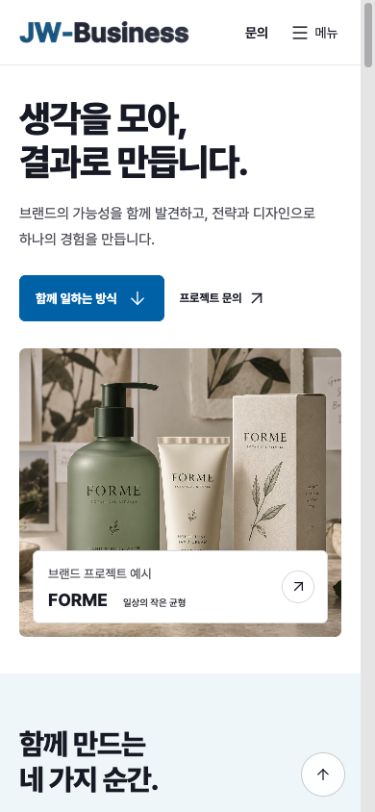 JW-Business
문의
메뉴
생각을 모아,
결과로 만듭니다.
브랜드의 가능성을 함께 발견하고, 전략과 디자인으로
하나의 경험을 만듭니다.
함께 일하는 방식
프로젝트 문의
FORME
FORME
FORME
브랜드 프로젝트 예시
FORME 일상의 작은 균형
함께 만드는
네 가지 순간.